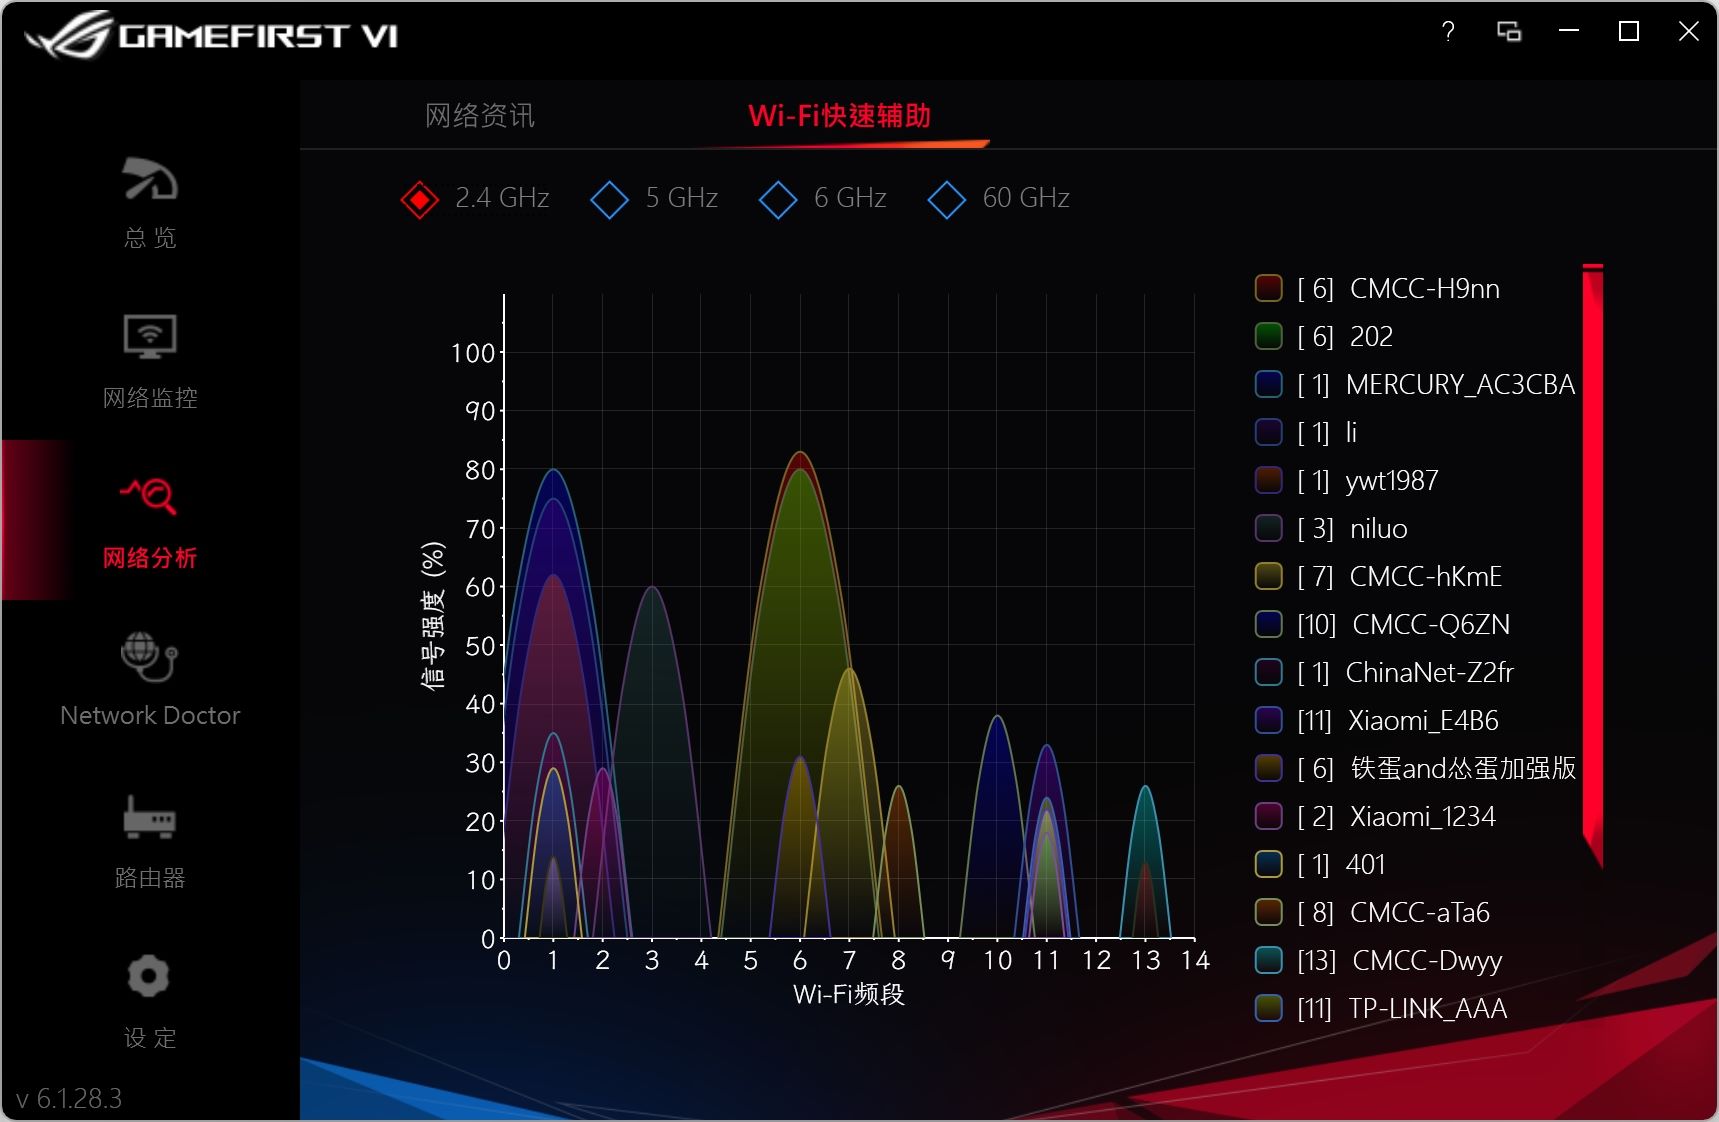 GAMEFIRST VI
?
网络资讯
Wi-Fi快速辅助
2.4 GHz
5 GHz
6 GHz
60 GHz
总 览
网络监控
网络分析
Network Doctor
路由器
设 定
v 6.1.28.3
信号强度 (%)
100
90
80
70
60
50
40
30
20
10
0
0 1 2 3 4 5 6 7 8 9 10 11 12 13 14
Wi-Fi频段
[ 6] CMCC-H9nn
[ 6] 202
[ 1] MERCURY_AC3CBA
[ 1] li
[ 1] ywt1987
[ 3] niluo
[ 7] CMCC-hKmE
[10] CMCC-Q6ZN
[ 1] ChinaNet-Z2fr
[11] Xiaomi_E4B6
[ 6] 铁蛋and怂蛋加强版
[ 2] Xiaomi_1234
[ 1] 401
[ 8] CMCC-aTa6
[13] CMCC-Dwyy
[11] TP-LINK_AAA